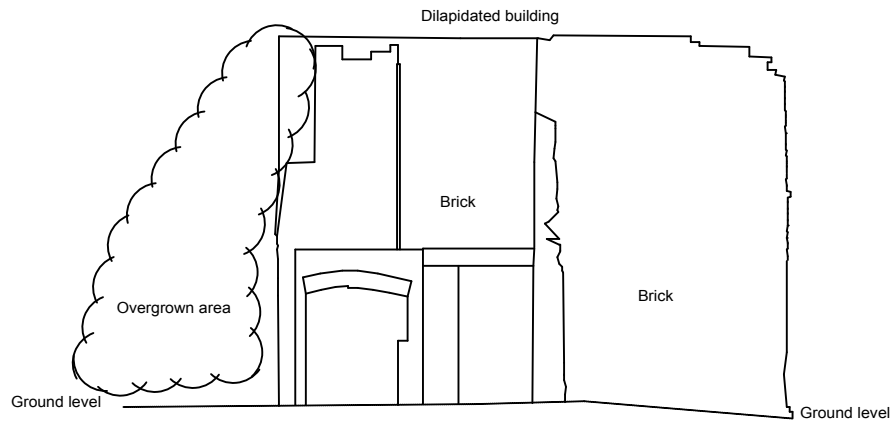 Dilapidated building
Brick
Brick
Overgrown area
Ground level
Ground level